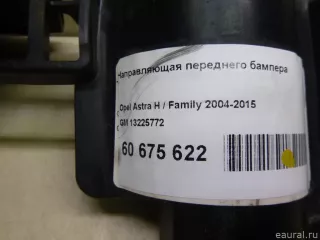 Направляющая переднего бампера
Opel Astra H / Family 2004-2015
GM 13225772
60 675 622
© eaural.ru